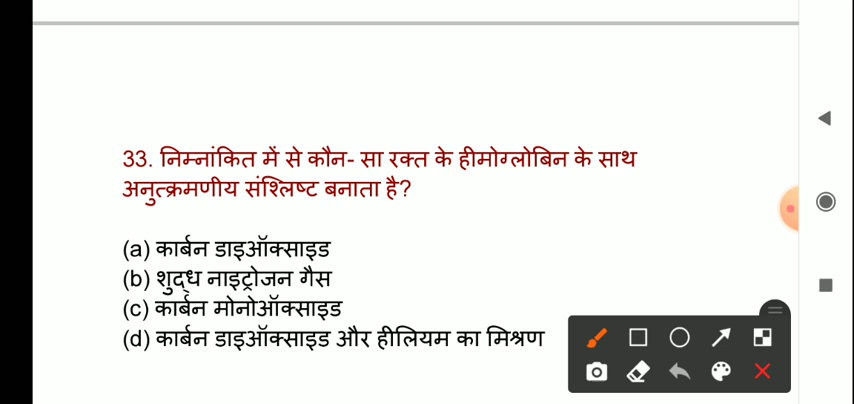 33. निम्नांकित में से कौन- सा रक्त के हीमोग्लोबिन के साथ
अनुत्क्रमणीय संश्लिष्ट बनाता है?
(a) कार्बन डाइऑक्साइड
(b) शुद्ध नाइट्रोजन गैस
(c) कार्बन मोनोऑक्साइड
(d) कार्बन डाइऑक्साइड और हीलियम का मिश्रण